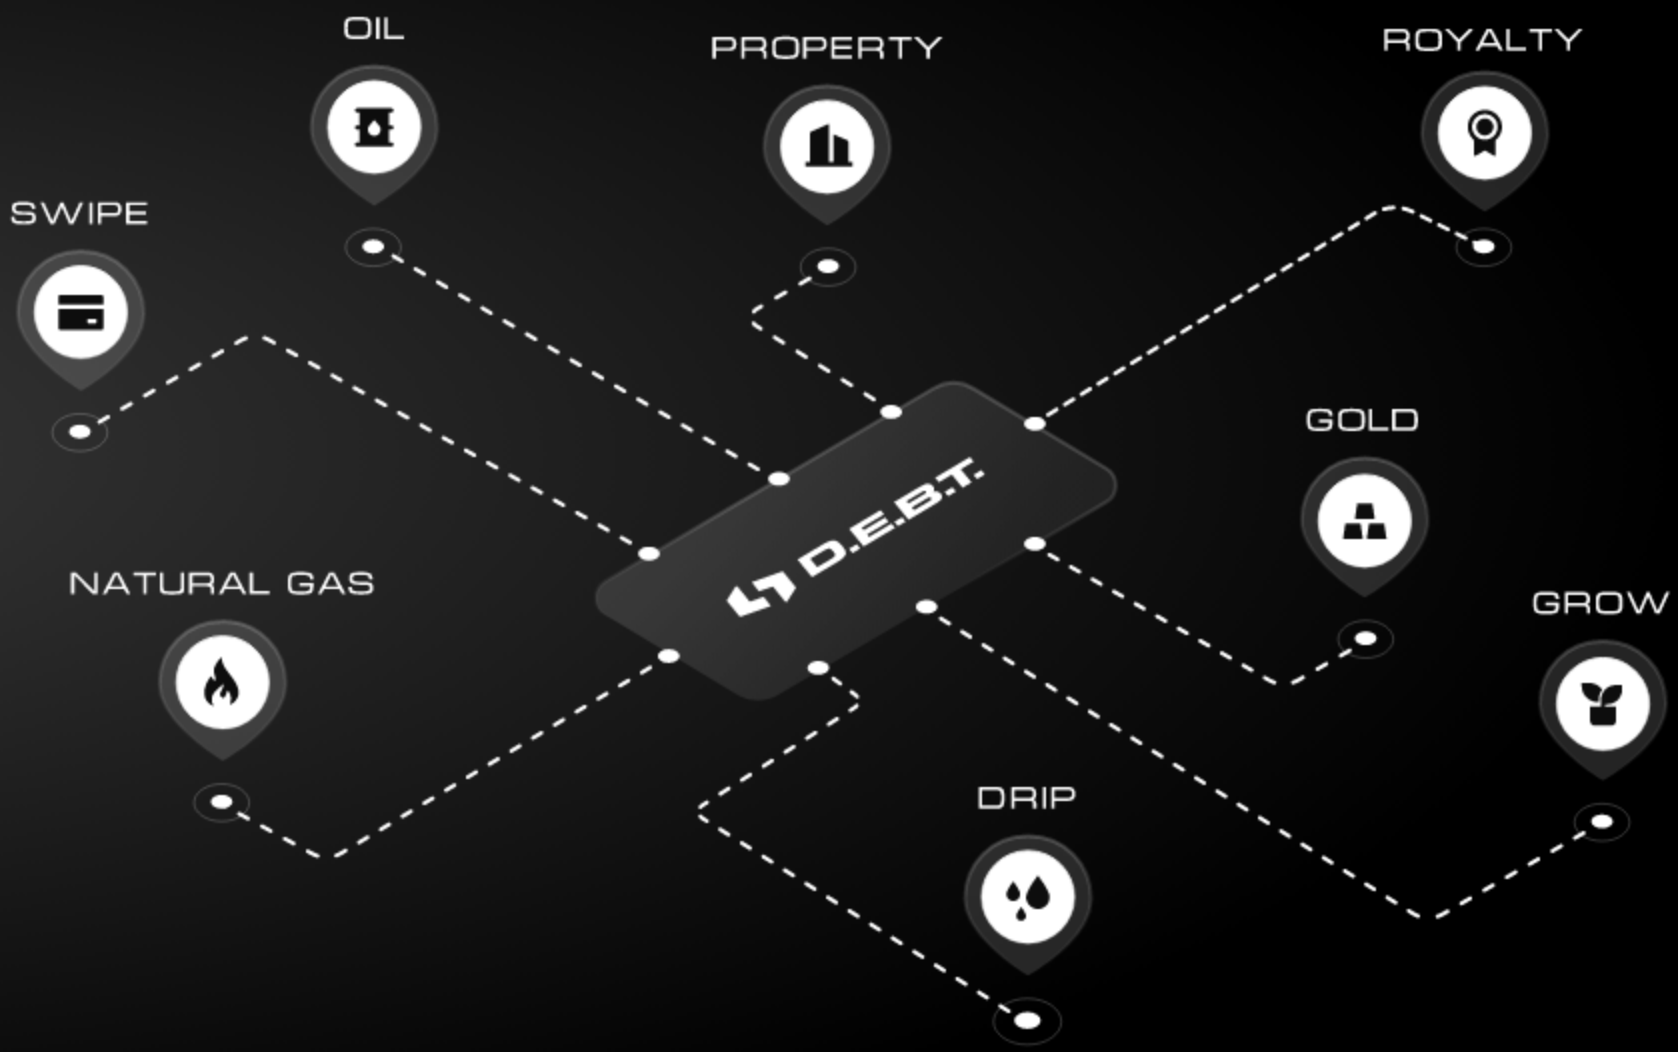 OIL
PROPERTY
ROYALTY
SWIPE
GOLD
D.E.B.T.
NATURAL GAS
GROW
DRIP